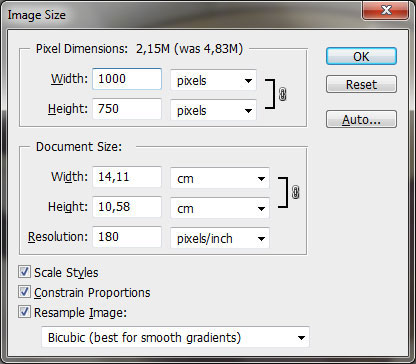 Image Size
Pixel Dimensions: 2,15M (was 4,83M)
Width: 1000 pixels
Height: 750 pixels
OK
Reset
Auto...
Document Size:
Width: 14,11 cm
Height: 10,58 cm
Resolution: 180 pixels/inch
Scale Styles
Constrain Proportions
Resample Image:
Bicubic (best for smooth gradients)